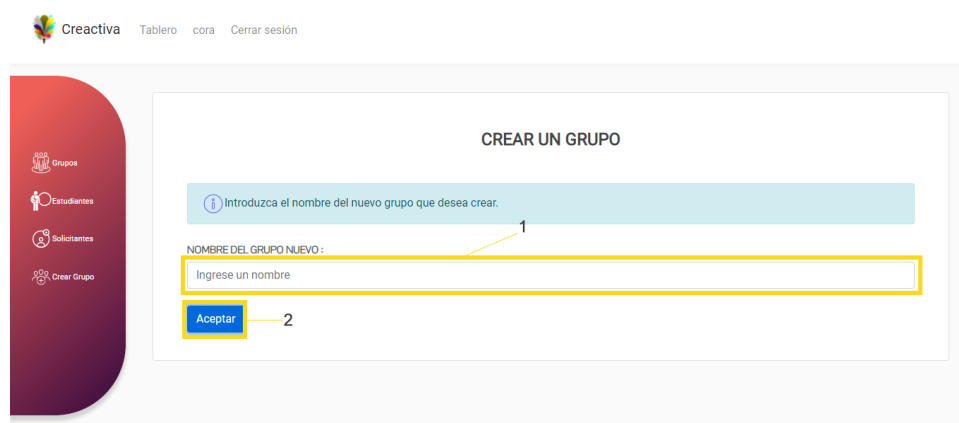 Creactiva Tablero cora Cerrar sesión
CREAR UN GRUPO
Grupos
Estudiantes
Solicitantes
Crear Grupo
Introduzca el nombre del nuevo grupo que desea crear.
1
NOMBRE DEL GRUPO NUEVO :
Ingrese un nombre
Aceptar 2